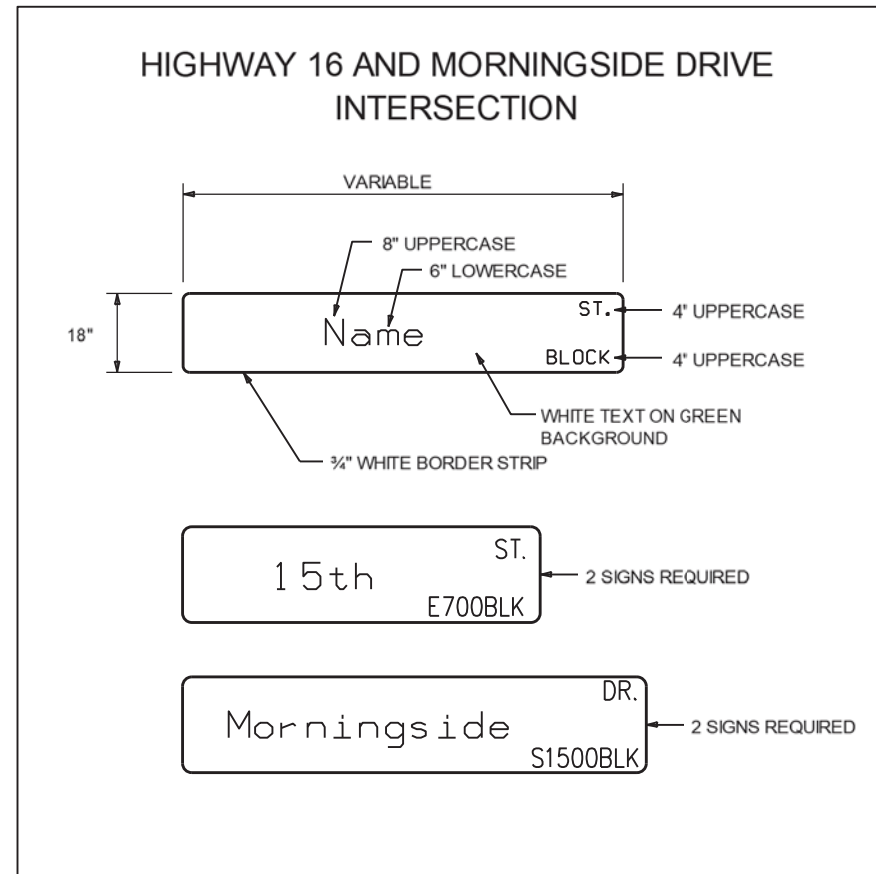 HIGHWAY 16 AND MORNINGSIDE DRIVE
INTERSECTION
VARIABLE
8" UPPERCASE
6" LOWERCASE
18"
Name
ST.
4" UPPERCASE
BLOCK
4" UPPERCASE
WHITE TEXT ON GREEN
BACKGROUND
¾" WHITE BORDER STRIP
15th
ST.
E700BLK
2 SIGNS REQUIRED
Morningside
DR.
S1500BLK
2 SIGNS REQUIRED